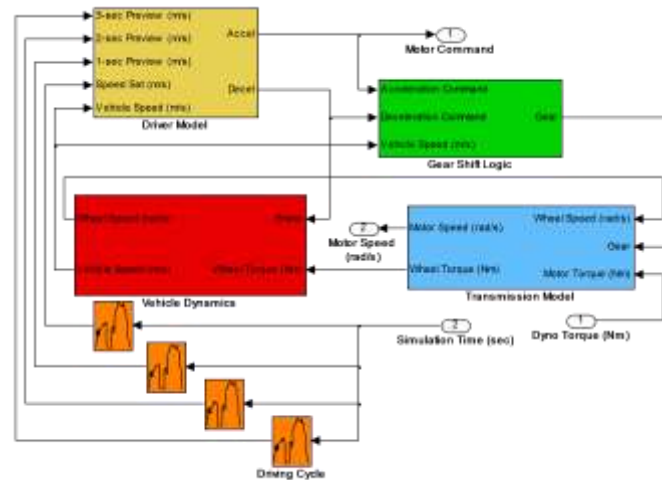 3-sec Preview (m/s)
2-sec Preview (m/s)
1-sec Preview (m/s)
Speed Set (m/s)
Vehicle Speed (m/s)
Accel
Decel
Driver Model
1
Motor Command
Acceleration Command
Deceleration Command
Vehicle Speed (m/s)
Gear
Gear Shift Logic
Wheel Speed (rad/s)
Vehicle Speed (m/s)
Wheel Torque (Nm)
Vehicle Dynamics
2
Motor Speed
(rad/s)
Motor Speed (rad/s)
Wheel Torque (Nm)
Wheel Speed (rad/s)
Gear
Motor Torque (Nm)
Transmission Model
2
Simulation Time (sec)
1
Dyno Torque (Nm)
Driving Cycle